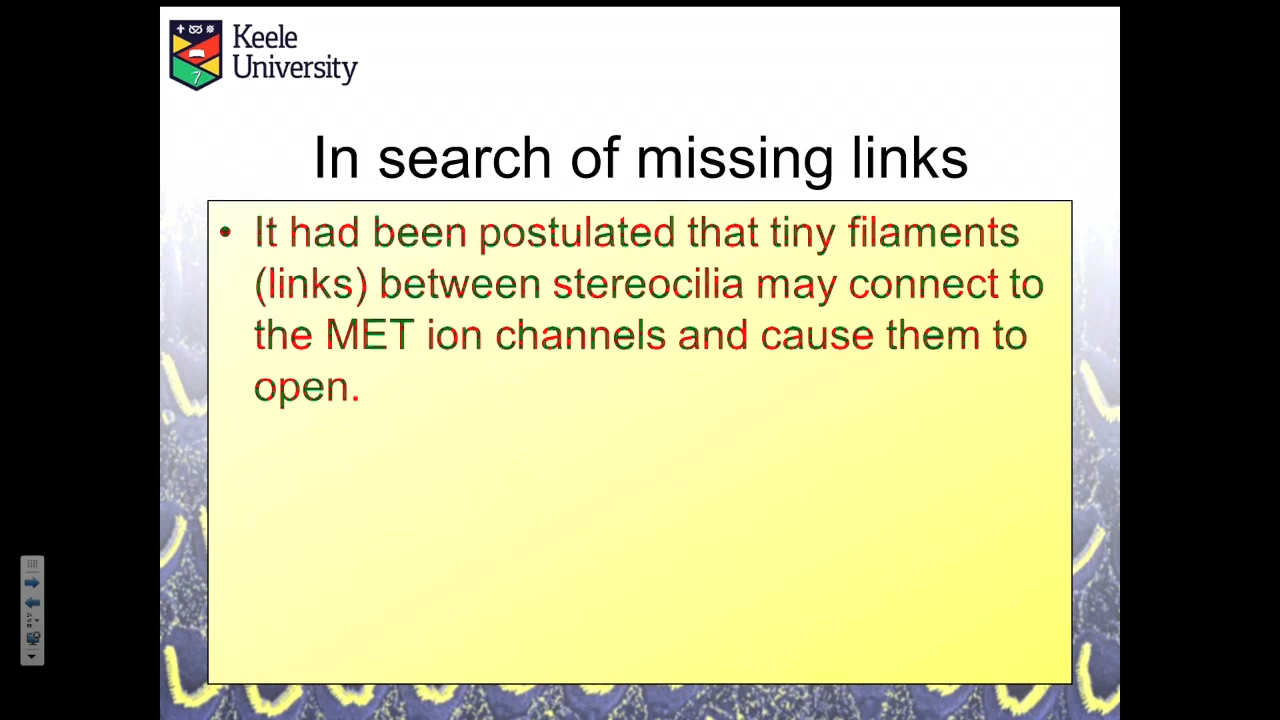 Keele
University
In search of missing links
• It had been postulated that tiny filaments
(links) between stereocilia may connect to
the MET ion channels and cause them to
open.